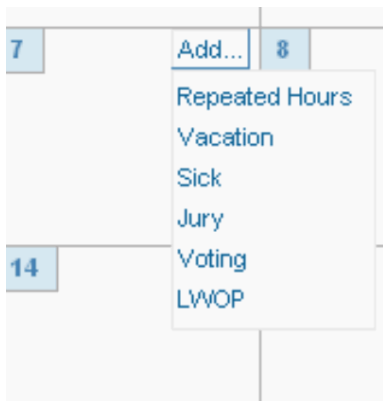 7 Add... 8
Repeated Hours
Vacation
Sick
Jury
Voting
LWOP
14